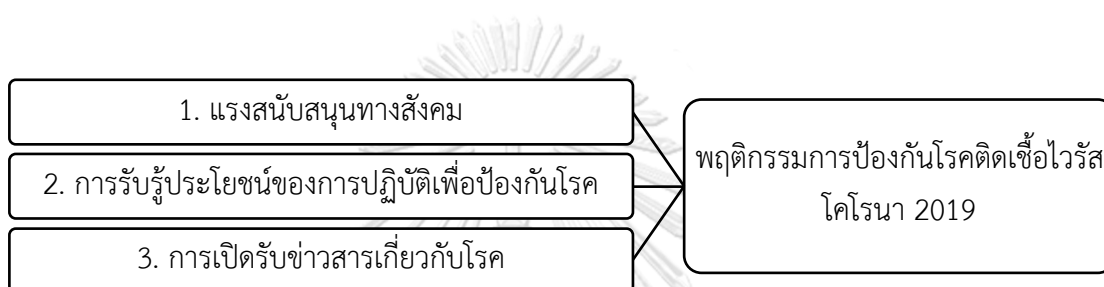 1. แรงสนับสนุนทางสังคม
2. การรับรู้ประโยชน์ของการปฏิบัติเพื่อป้องกันโรค
3. การเปิดรับข่าวสารเกี่ยวกับโรค
พฤติกรรมการป้องกันโรคติดเชื้อไวรัส
โคโรนา 2019